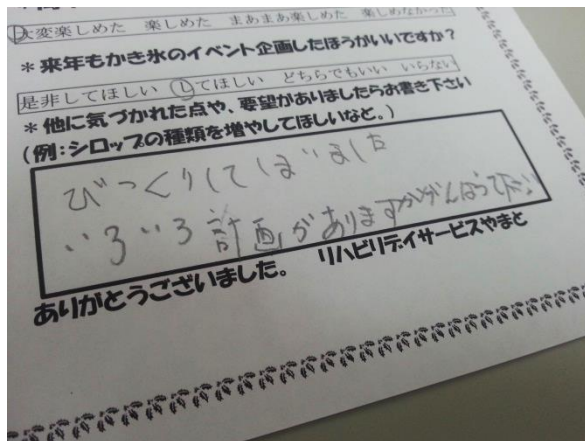 大変楽しめた　楽しめた　まあまあ楽しめた　楽しめなかった
＊来年もかき氷のイベント企画したほうがいいですか？
是非してほしい　してほしい　どちらでもいい　いらない
＊他に気づかれた点や、要望がありましたらお書き下さい
（例：シロップの種類を増やしてほしいなど。）
びっくりしてしまいました
いろいろ計画がありますががんばって下さい
ありがとうございました。　リハビリデイサービスやまと